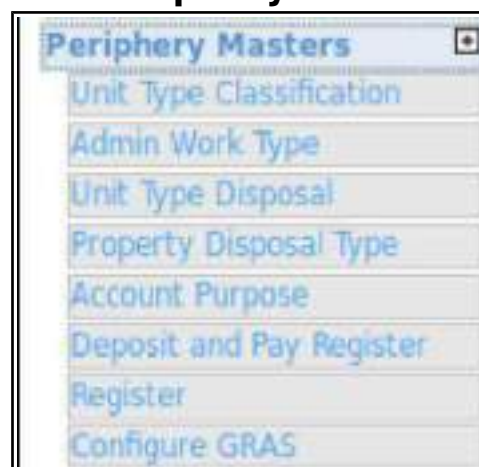 Periphery Masters
Unit Type Classification
Admin Work Type
Unit Type Disposal
Property Disposal Type
Account Purpose
Deposit and Pay Register
Register
Configure GRAS